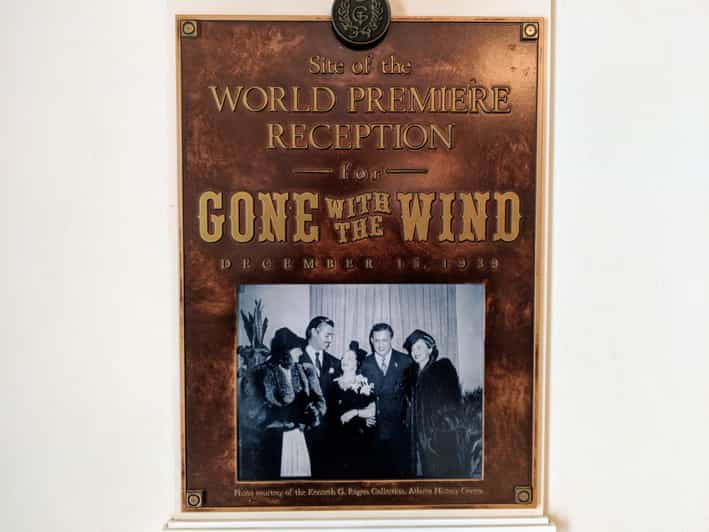 Site of the
WORLD PREMIERE
RECEPTION
for
GONE WITH THE WIND
DECEMBER 15, 1939
Photo courtesy of the Kenneth G. Rogers Collection, Atlanta History Center